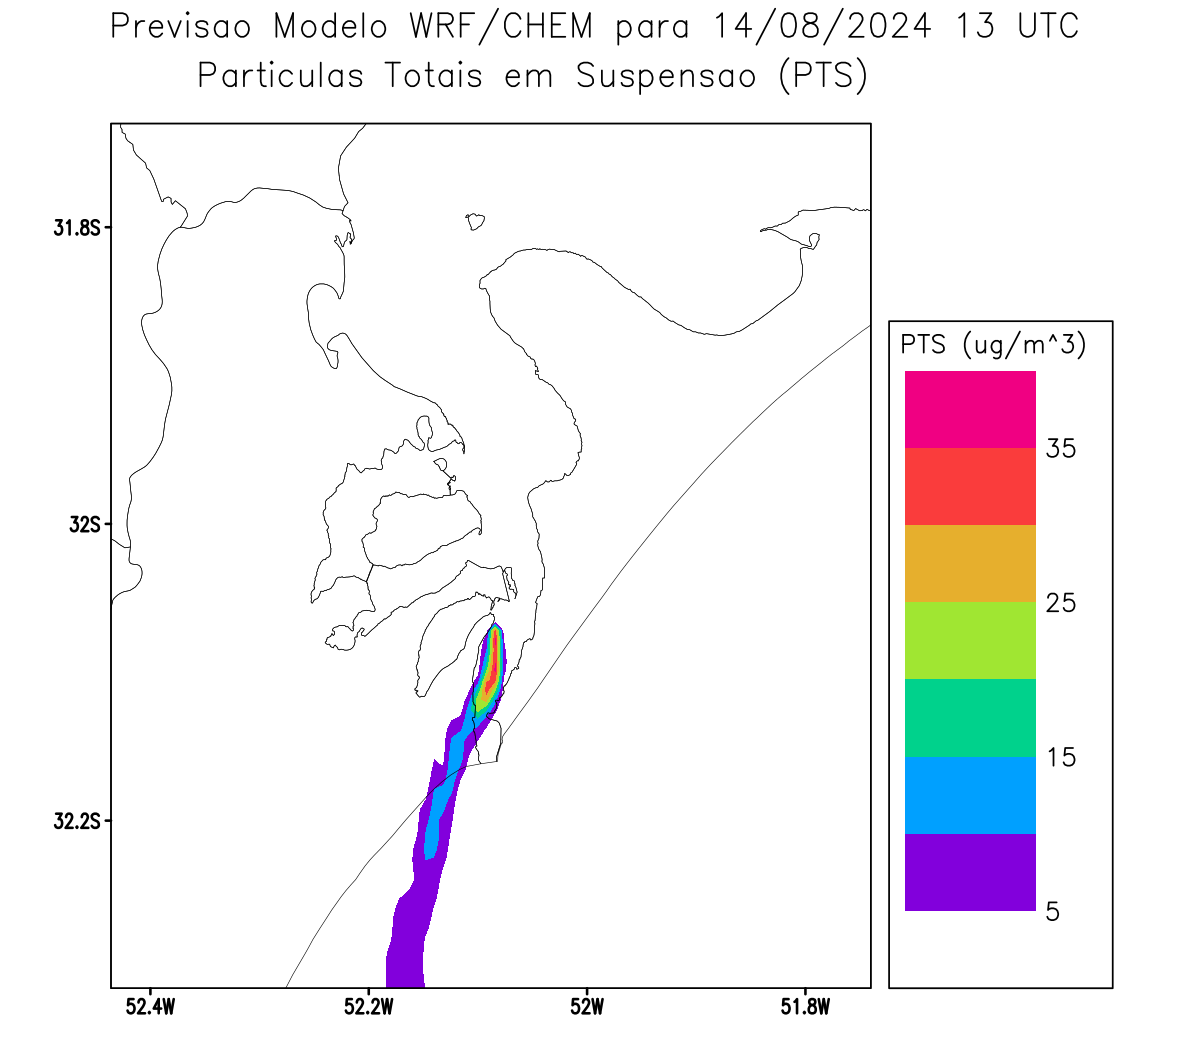 Previsao Modelo WRF/CHEM para 14/08/2024 13 UTC
Particulas Totais em Suspensao (PTS)
31.8S
32S
32.2S
52.4W
52.2W
52W
51.8W
PTS (ug/m^3)
35
25
15
5